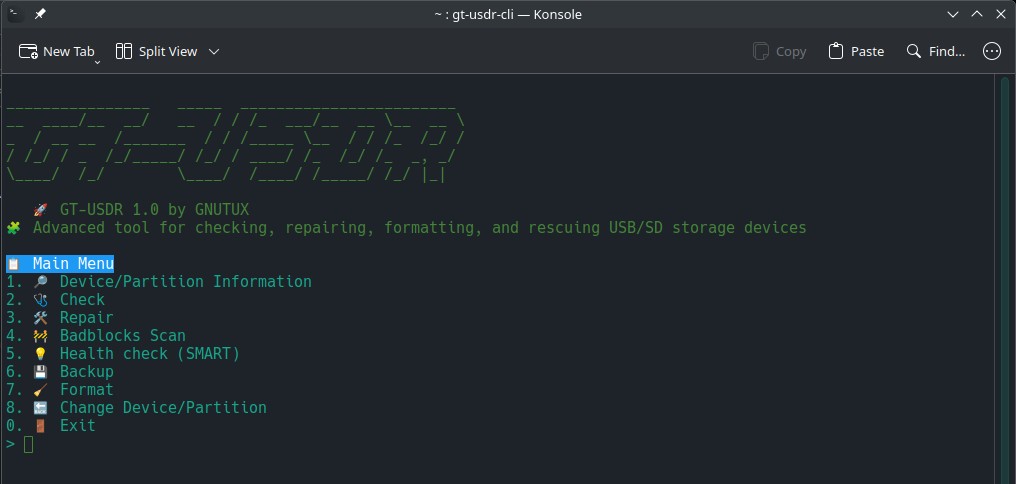 ~ : gt-usdr-cli — Konsole
New Tab Split View Copy Paste Find...
________________   _____  ________________________
__  ____/__  __/   __  / / /_  ___/__  __ \__  __ \
_  / __ __  /_______  / / /_____ \__  / / /_  /_/ /
/ /_/ / _  /_/_____/ /_/ / ____/ /_  /_/ /_  _, _/
\____/  /_/        \____/  /____/ /_____/ /_/ |_|
🚀 GT-USDR 1.0 by GNUTUX
🧩 Advanced tool for checking, repairing, formatting, and rescuing USB/SD storage devices
📋 Main Menu
1. 🔎 Device/Partition Information
2. 🩺 Check
3. 🛠 Repair
4. 🚧 Badblocks Scan
5. 💡 Health check (SMART)
6. 💾 Backup
7. 🧹 Format
8. 🔙 Change Device/Partition
0. 🚪 Exit
>